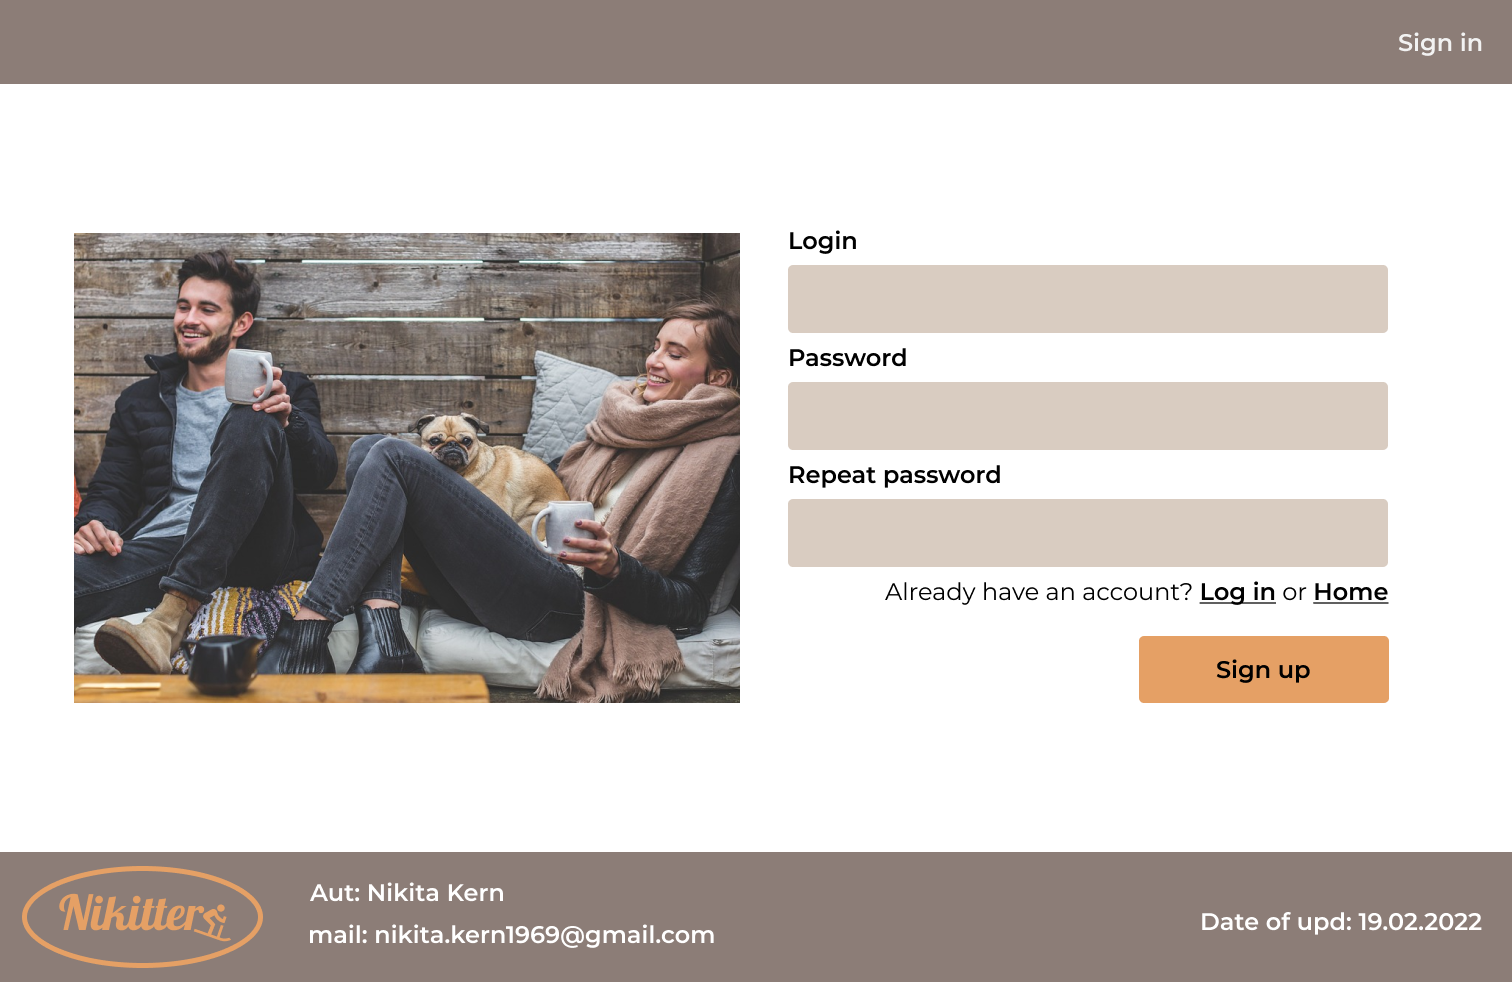 Sign in
Login
Password
Repeat password
Already have an account? Log in or Home
Sign up
Nikitter
Aut: Nikita Kern
mail: nikita.kern1969@gmail.com
Date of upd: 19.02.2022